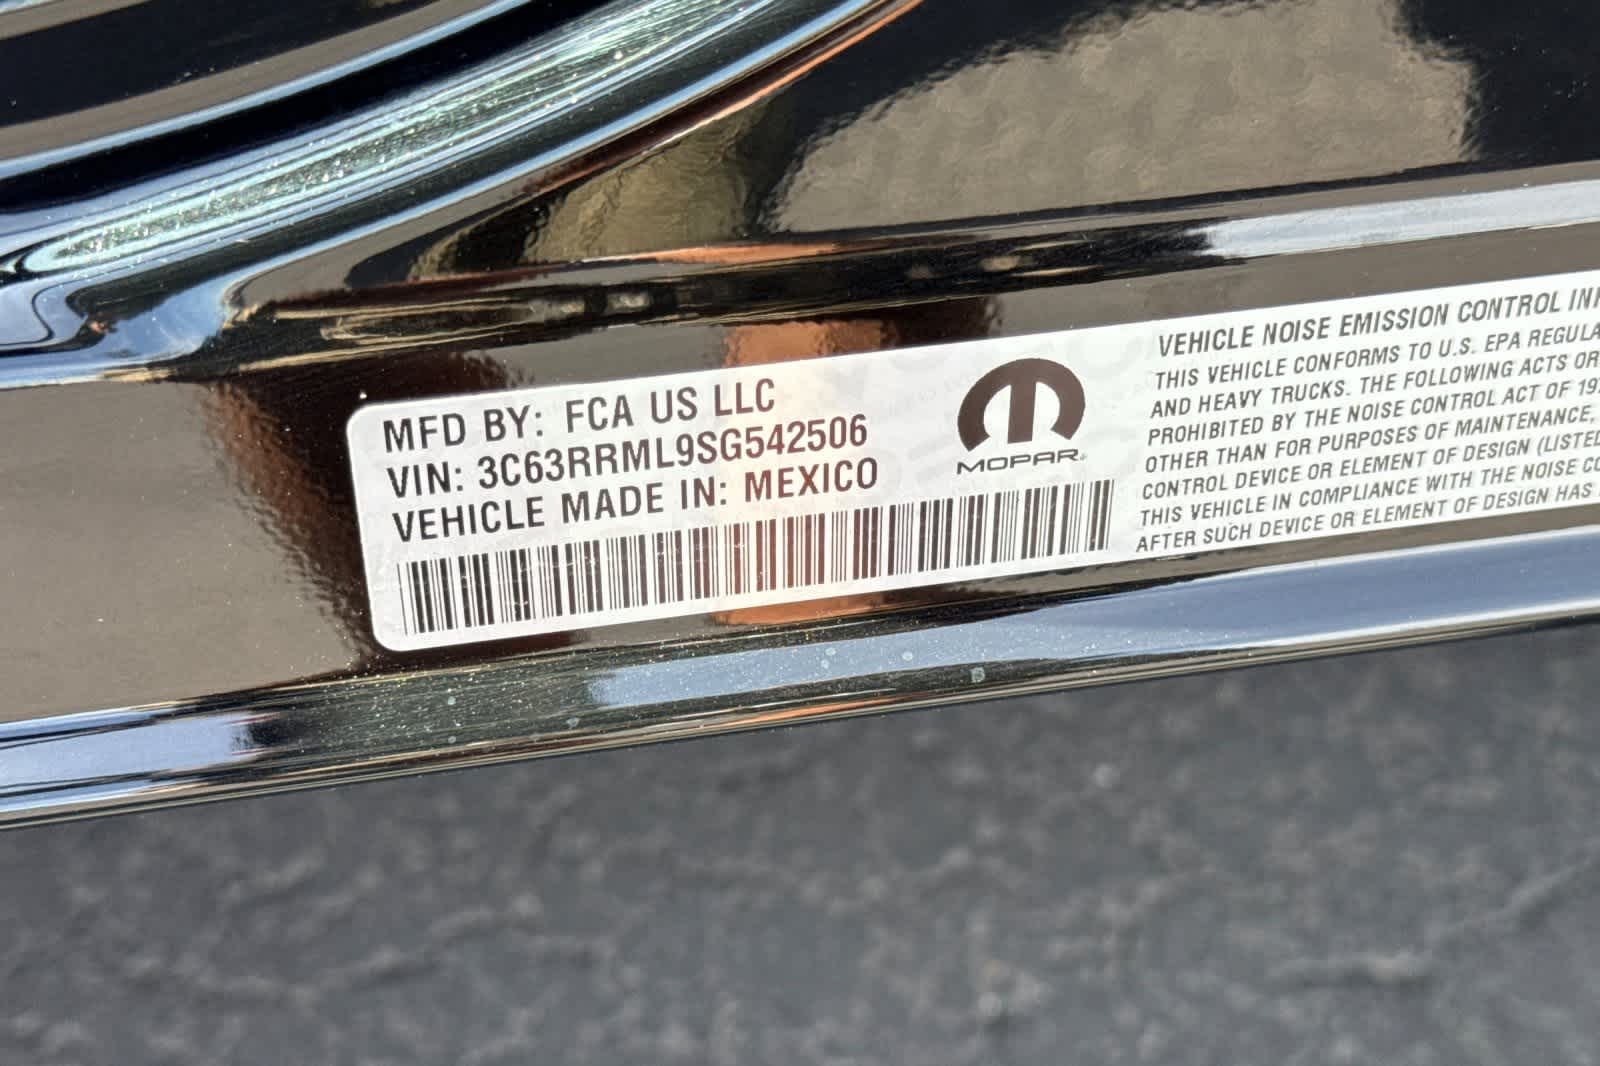 MFD BY: FCA US LLC
VIN: 3C63RRML9SG542506
VEHICLE MADE IN: MEXICO
MOPAR®
VEHICLE NOISE EMISSION CONTROL
THIS VEHICLE CONFORMS TO U.S. EPA
AND HEAVY TRUCKS. THE FOLLOWING ACTS OR
PROHIBITED BY THE NOISE CONTROL ACT OF
OTHER THAN FOR PURPOSES OF MAINTENANCE,
CONTROL DEVICE OR ELEMENT OF DESIGN (LISTED
THIS VEHICLE IN COMPLIANCE WITH THE NOISE
AFTER SUCH DEVICE OR ELEMENT OF DESIGN HAS